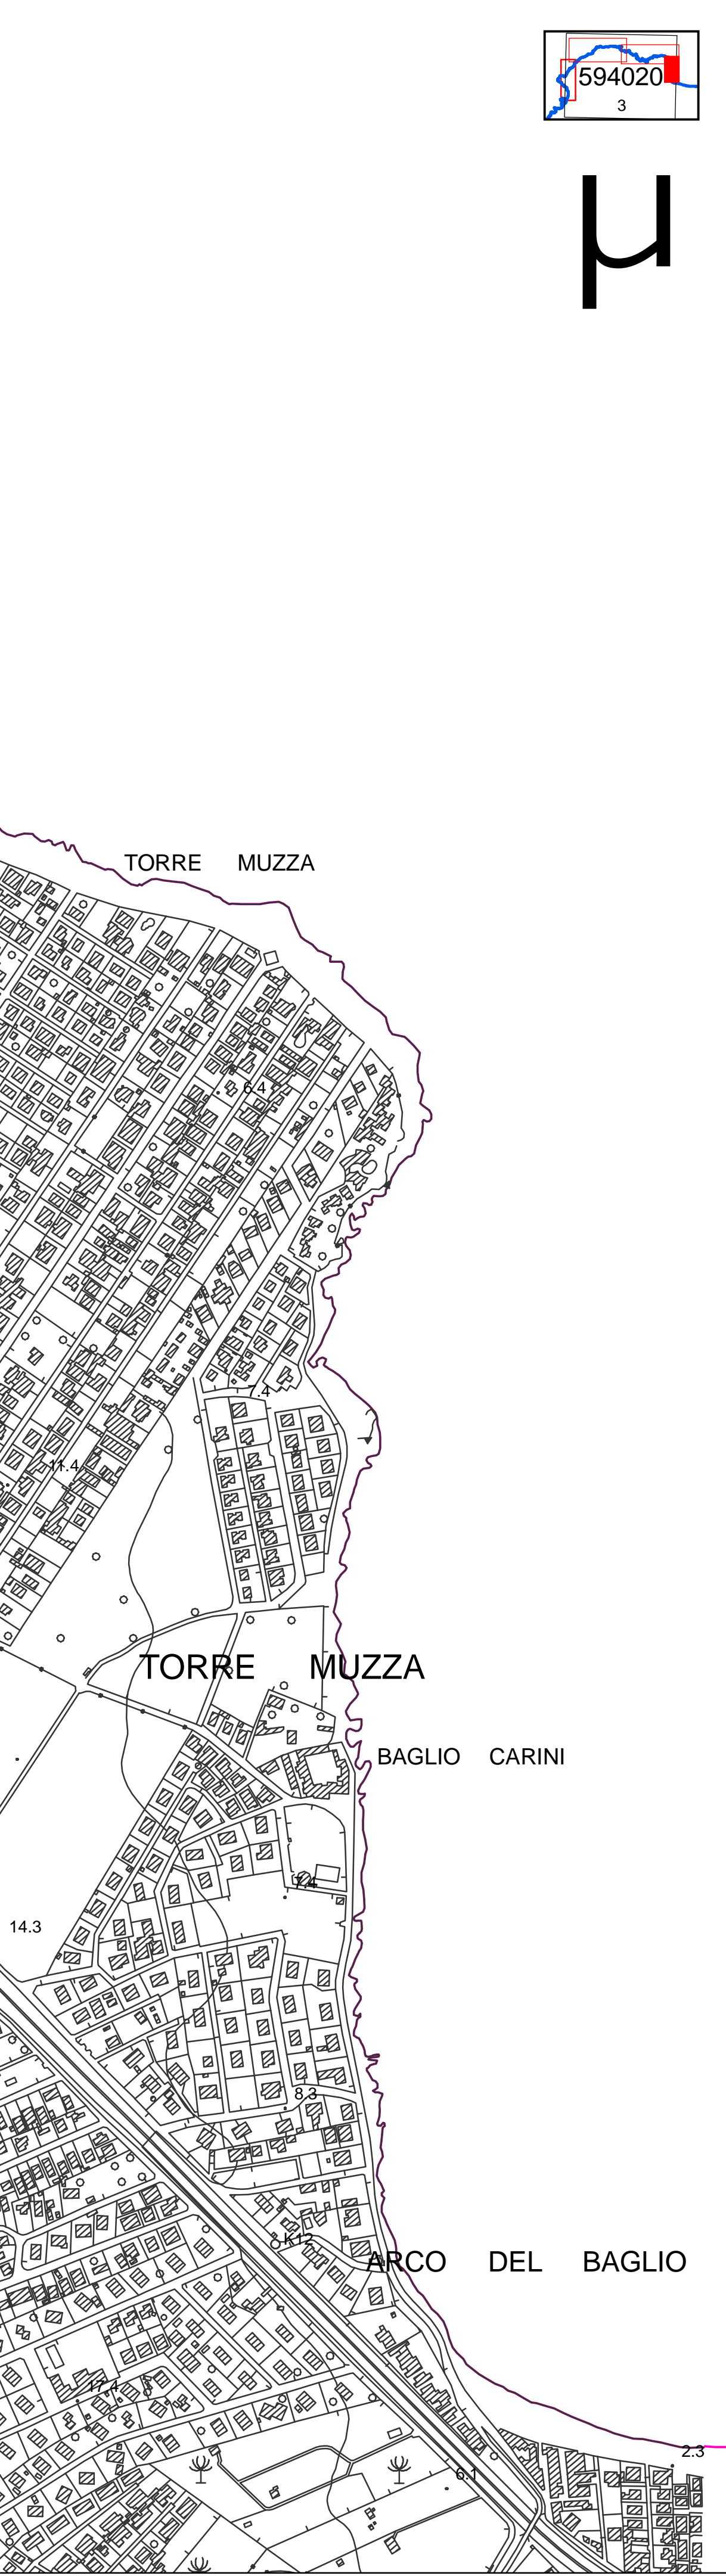 594020
3
µ
TORRE MUZZA
6.4
7.4
11.4
TORRE MUZZA
BAGLIO CARINI
7.4
14.3
8.3
K12
ARCO DEL BAGLIO
17.4
2.3
6.1